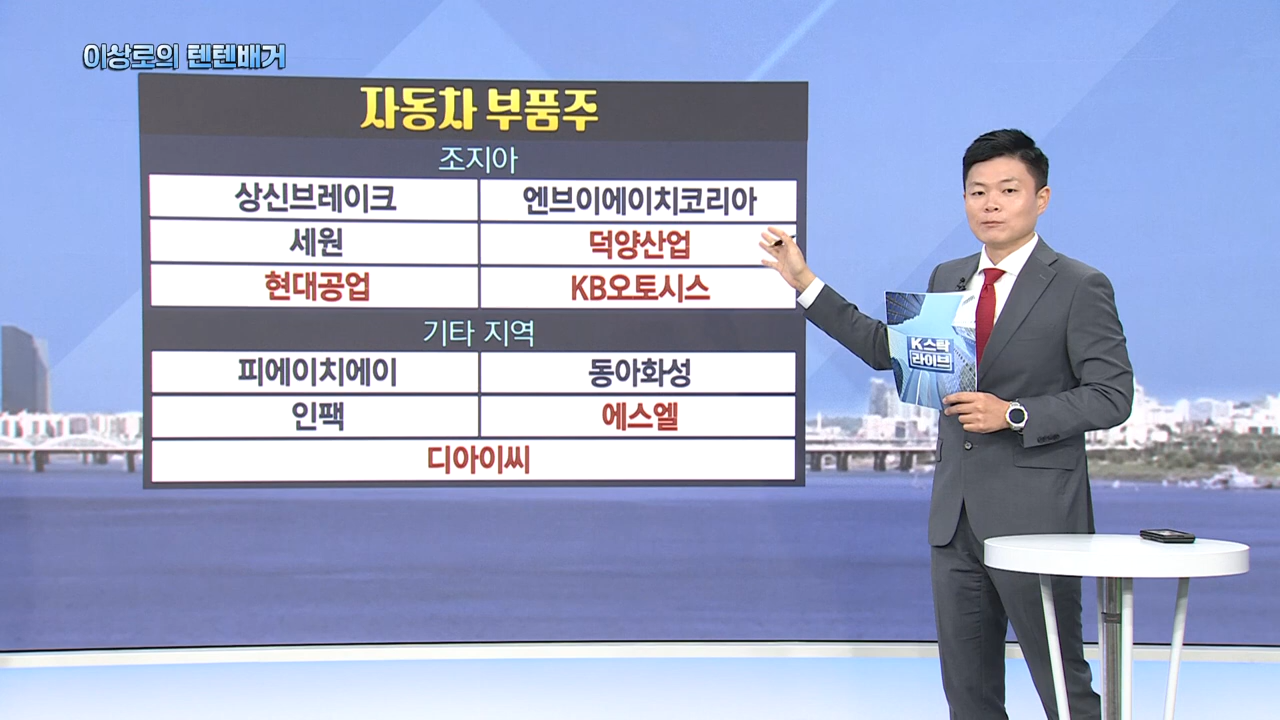 이상로의 텐텐배거
자동차 부품주
조지아
상신브레이크 엔브이에이치코리아
세원 덕양산업
현대공업 KB오토시스
기타 지역
피에이치에이 동아화성
인팩 에스엘
디아이씨
K스탁
라이브